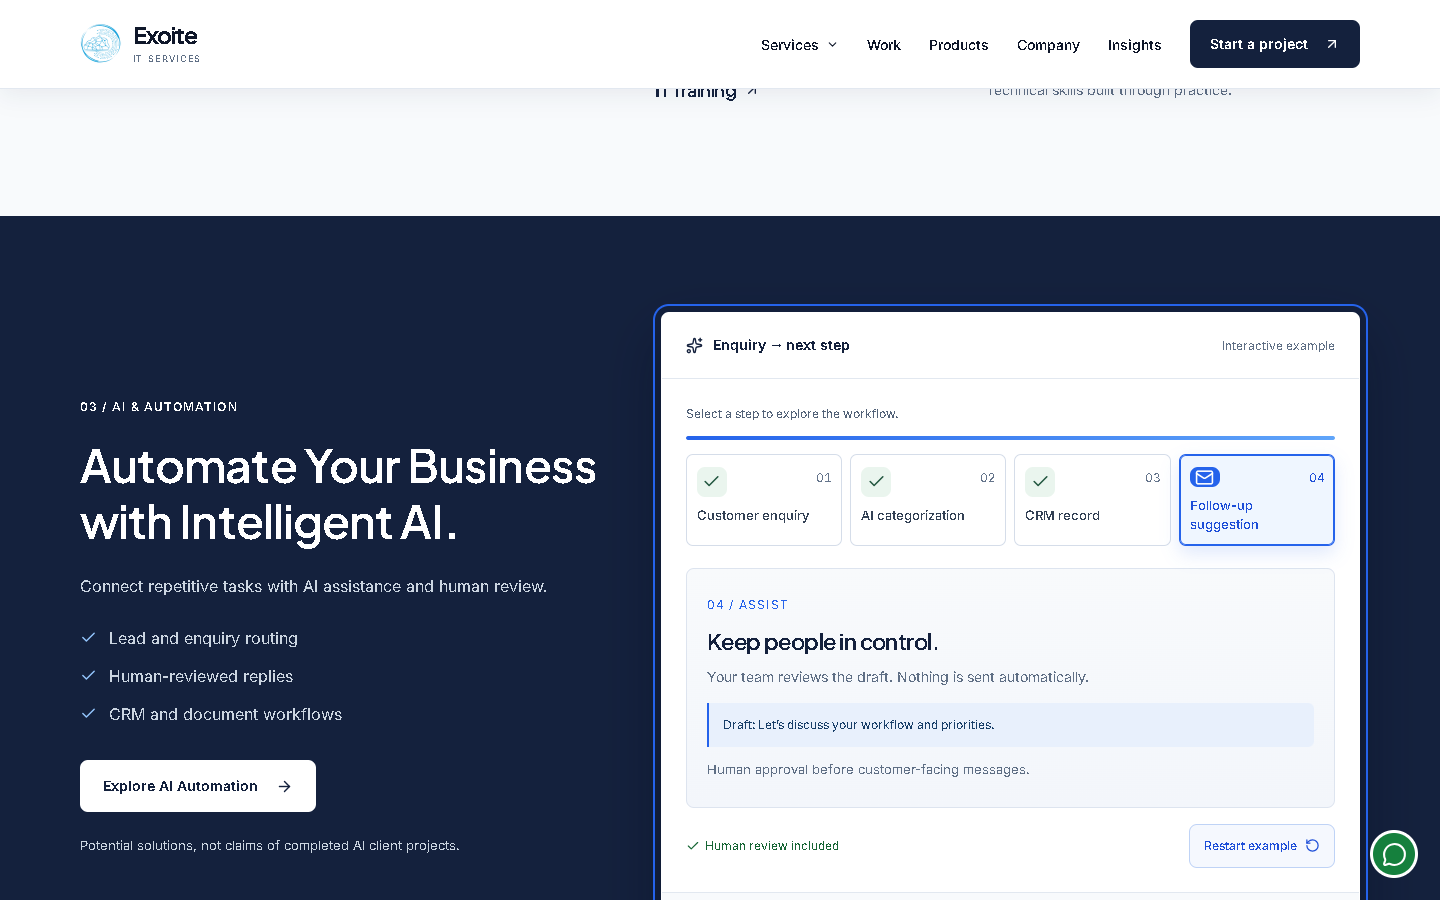 Exoite
IT SERVICES
Services
Work
Products
Company
Insights
Start a project
IT Training
Technical skills built through practice.
03 / AI & AUTOMATION
Automate Your Business
with Intelligent AI.
Connect repetitive tasks with AI assistance and human review.
Lead and enquiry routing
Human-reviewed replies
CRM and document workflows
Explore AI Automation
Potential solutions, not claims of completed AI client projects.
Enquiry → next step
Interactive example
Select a step to explore the workflow.
01
Customer enquiry
02
AI categorization
03
CRM record
04
Follow-up
suggestion
04 / ASSIST
Keep people in control.
Your team reviews the draft. Nothing is sent automatically.
Draft: Let's discuss your workflow and priorities.
Human approval before customer-facing messages.
Human review included
Restart example